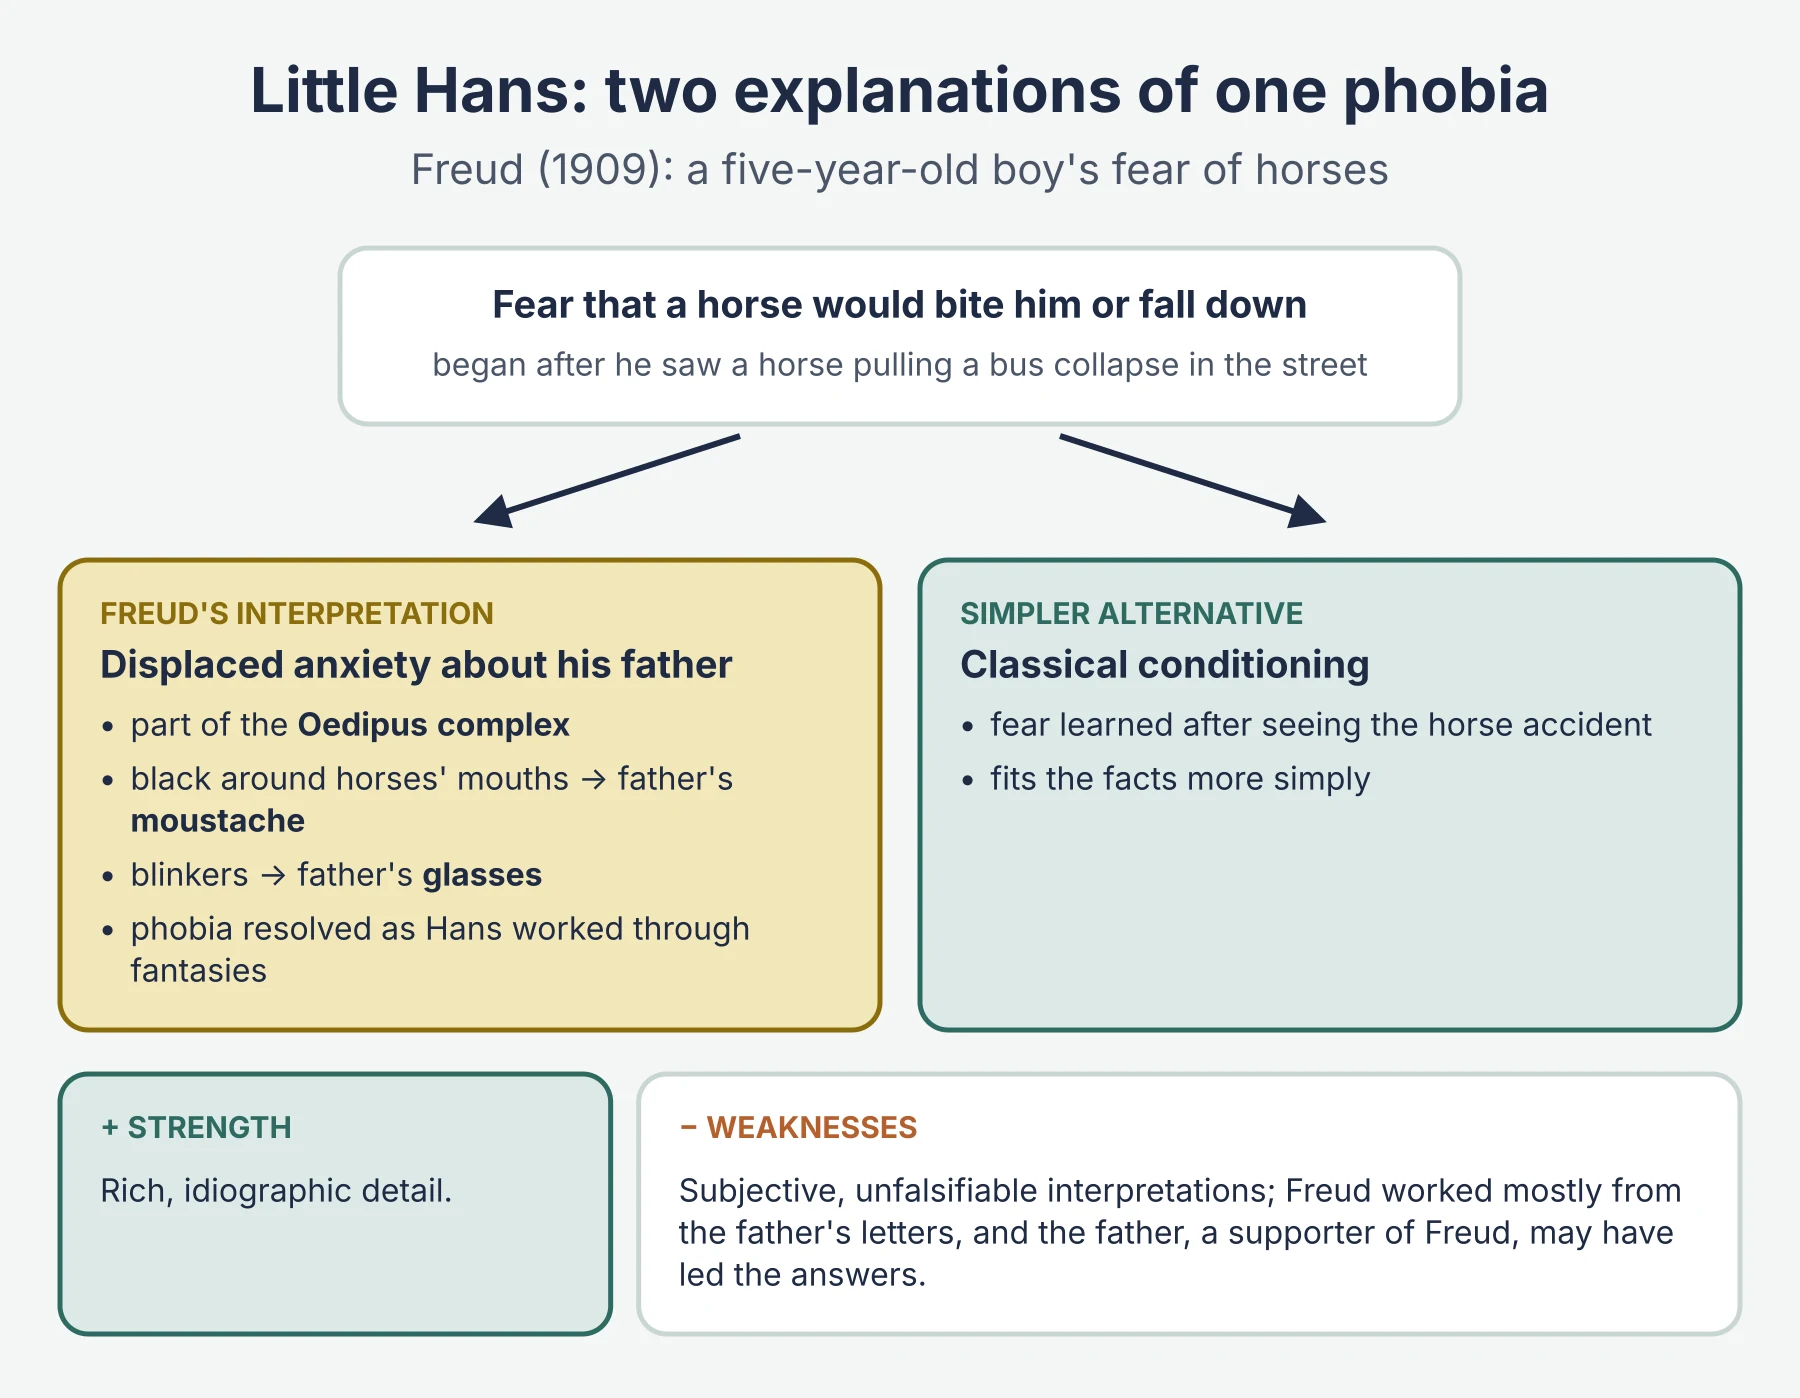 Little Hans: two explanations of one phobia
Freud (1909): a five-year-old boy's fear of horses
Fear that a horse would bite him or fall down
began after he saw a horse pulling a bus collapse in the street
FREUD'S INTERPRETATION
Displaced anxiety about his father
• part of the Oedipus complex
• black around horses' mouths → father's
moustache
• blinkers → father's glasses
• phobia resolved as Hans worked through
fantasies
SIMPLER ALTERNATIVE
Classical conditioning
• fear learned after seeing the horse accident
• fits the facts more simply
+ STRENGTH
Rich, idiographic detail.
− WEAKNESSES
Subjective, unfalsifiable interpretations; Freud worked mostly from
the father's letters, and the father, a supporter of Freud, may have
led the answers.